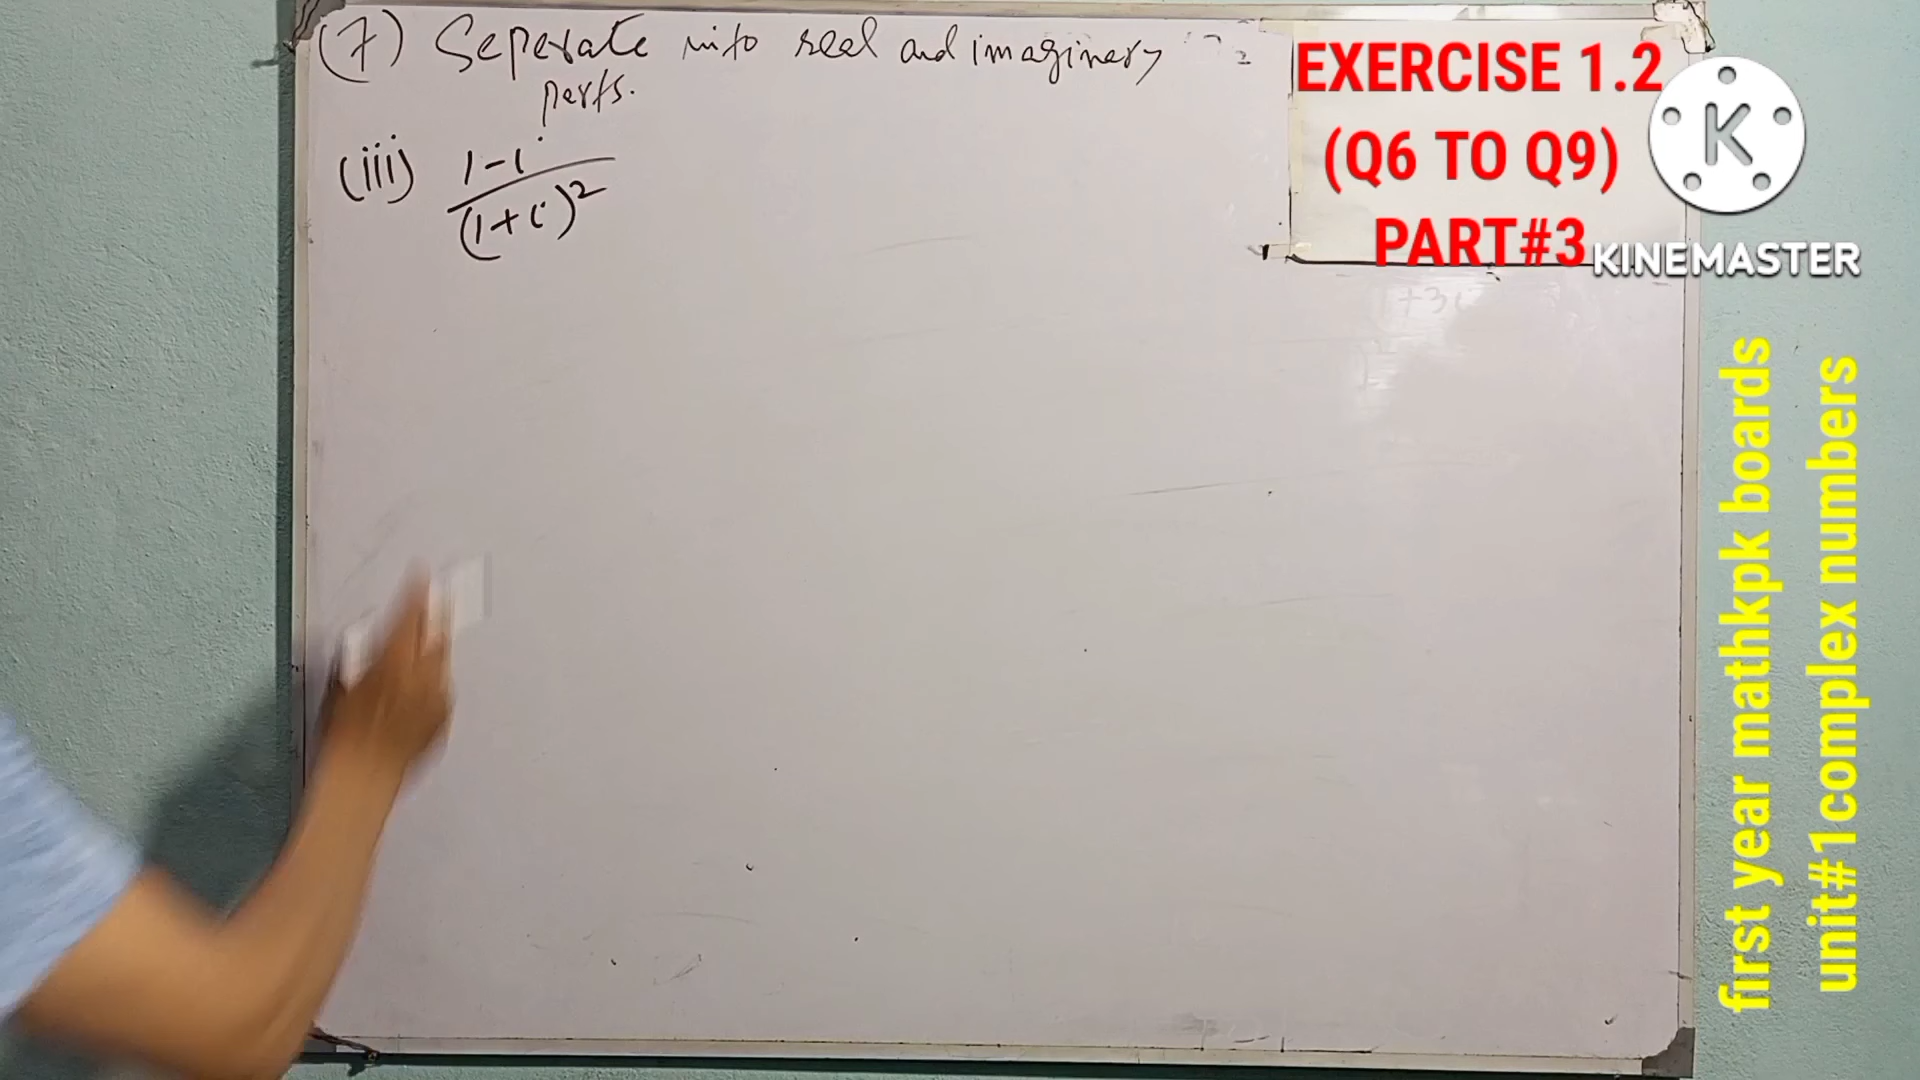 (7) Seperate into real and imaginery
parts.
(iii) 1-i
(1+i)²
EXERCISE 1.2
(Q6 TO Q9)
PART#3
K
KINEMASTER
+3i
first year mathkpk boards
unit#1complex numbers